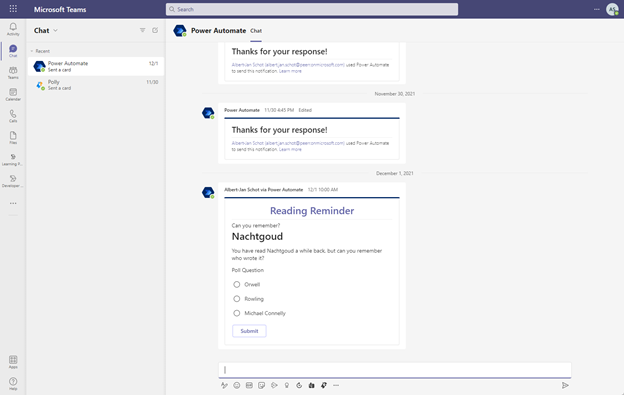 Microsoft Teams
Search
AS
Activity
Chat
Teams
Calendar
Calls
Files
Learning P...
Developer ...
Apps
Help
Chat
Recent
Power Automate 12/1
Sent a card
Polly 11/30
Sent a card
Power Automate Chat
Thanks for your response!
Albert-Jan Schot (albert.jan.schot@peercnmicrosoft.com) used Power Automate
to send this notification. Learn more
November 30, 2021
Power Automate 11/30 4:45 PM Edited
Thanks for your response!
Albert-Jan Schot (albert.jan.schot@peercnmicrosoft.com) used Power Automate
to send this notification. Learn more
December 1, 2021
Albert-Jan Schot via Power Automate 12/1 10:00 AM
Reading Reminder
Can you remember?
Nachtgoud
You have read Nachtgoud a while back, but can you remember
who wrote it?
Poll Question
Orwell
Rowling
Michael Connelly
Submit